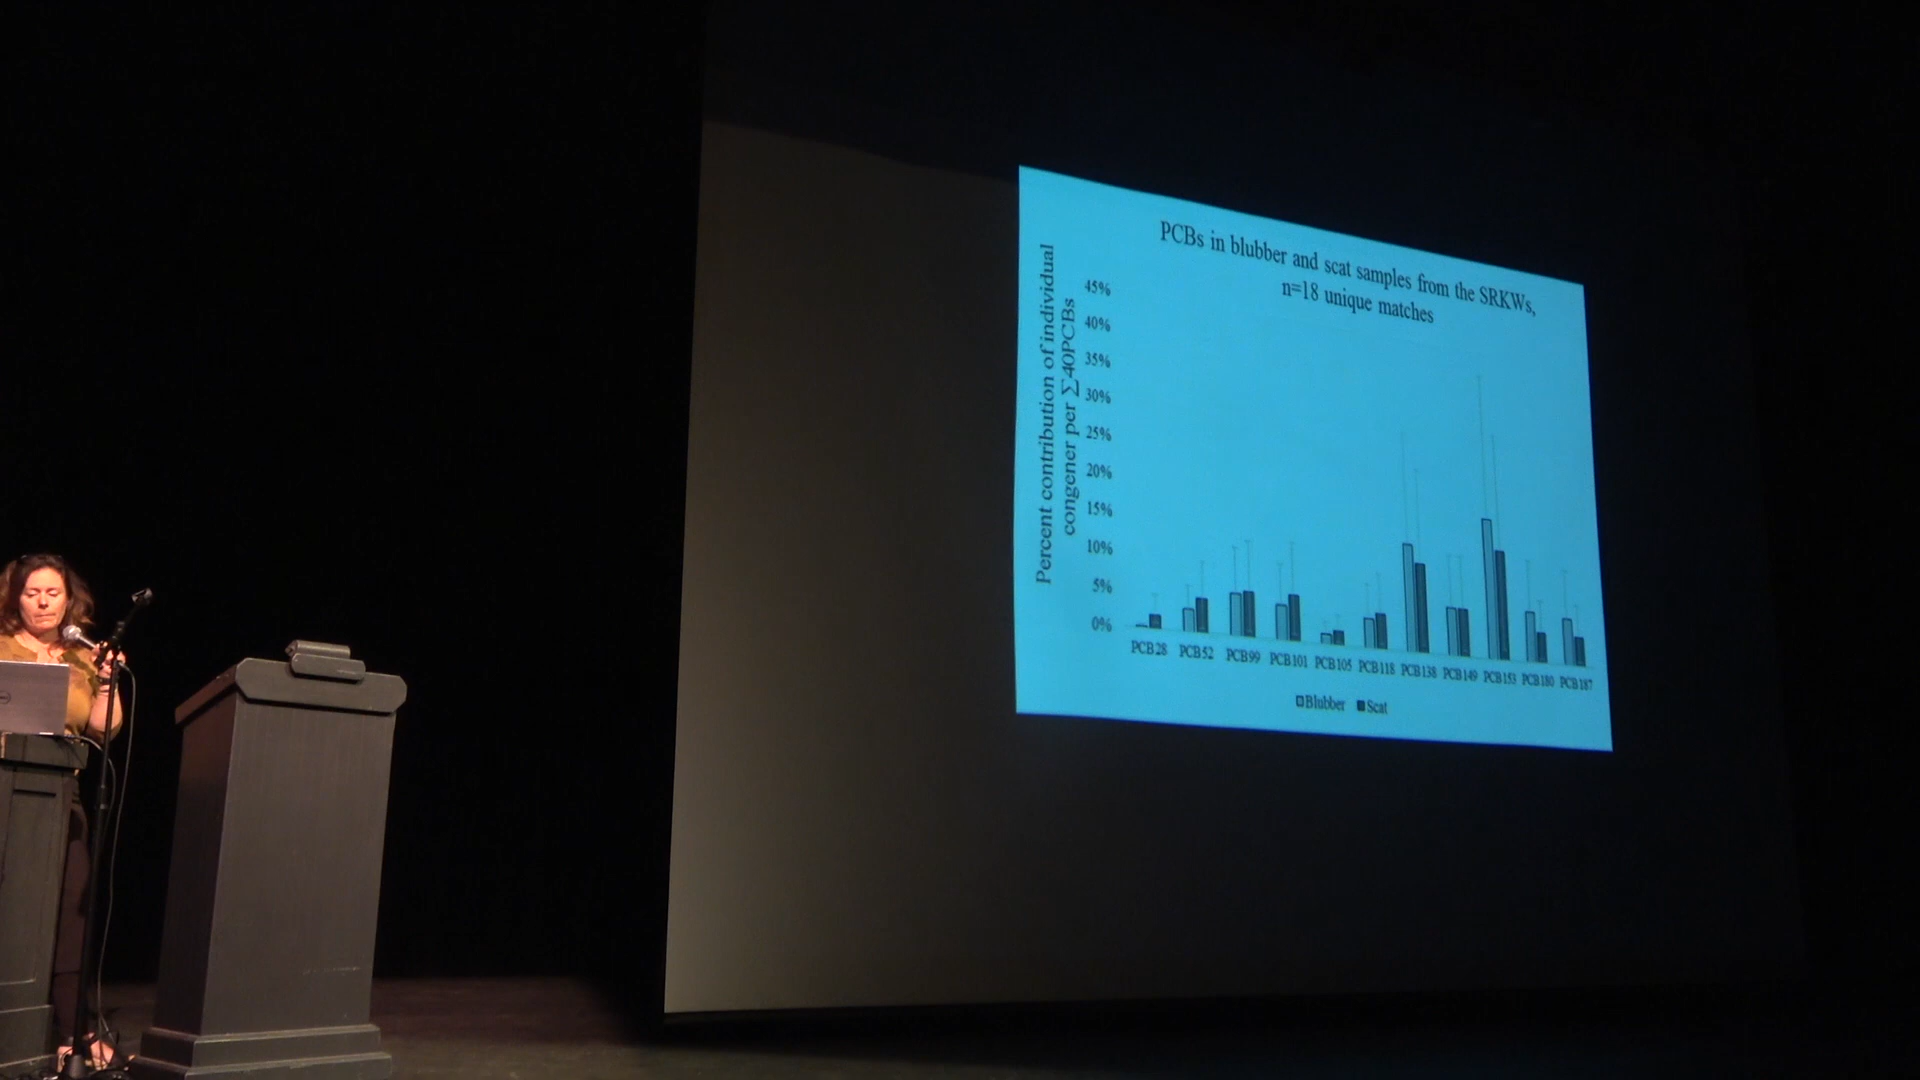 PCBs in blubber and scat samples from the SRKWs,
n=18 unique matches
Percent contribution of individual
congener per ∑40PCBs
45%
40%
35%
30%
25%
20%
15%
10%
5%
0%
PCB28 PCB52 PCB99 PCB101 PCB105 PCB118 PCB138 PCB149 PCB153 PCB180 PCB187
Blubber Scat